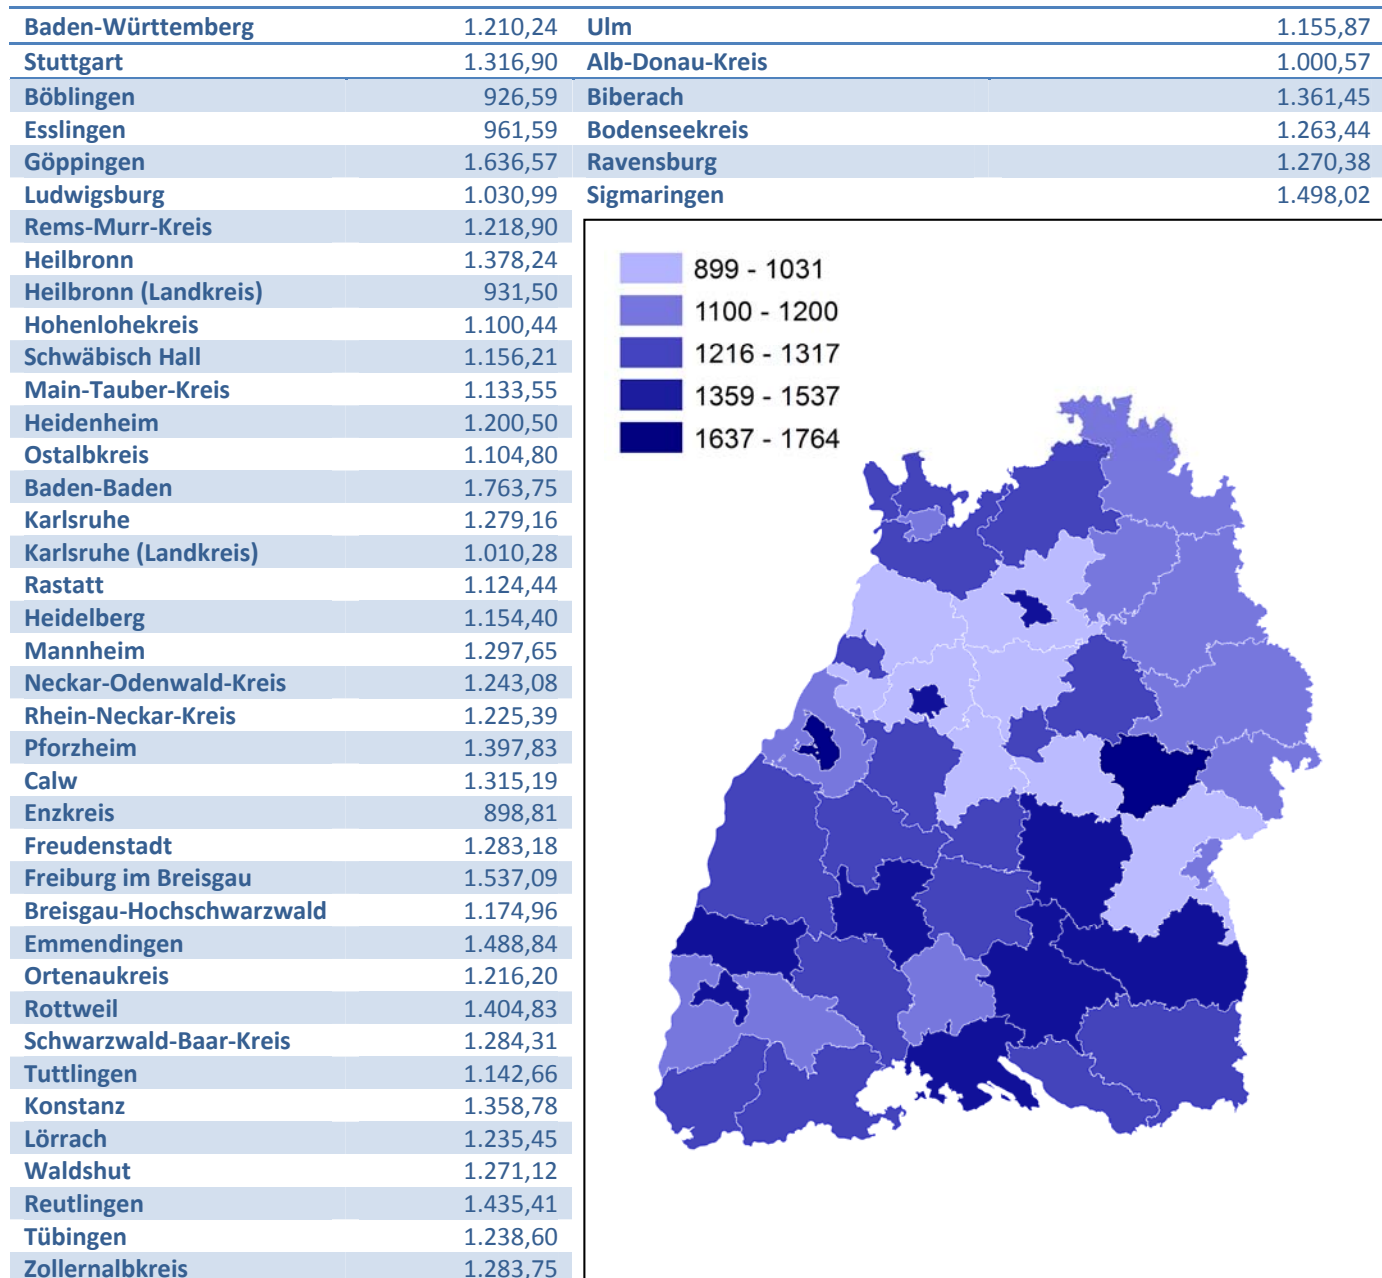 Baden-Württemberg 1.210,24
Stuttgart 1.316,90
Böblingen 926,59
Esslingen 961,59
Göppingen 1.636,57
Ludwigsburg 1.030,99
Rems-Murr-Kreis 1.218,90
Heilbronn 1.378,24
Heilbronn (Landkreis) 931,50
Hohenlohekreis 1.100,44
Schwäbisch Hall 1.156,21
Main-Tauber-Kreis 1.133,55
Heidenheim 1.200,50
Ostalbkreis 1.104,80
Baden-Baden 1.763,75
Karlsruhe 1.279,16
Karlsruhe (Landkreis) 1.010,28
Rastatt 1.124,44
Heidelberg 1.154,40
Mannheim 1.297,65
Neckar-Odenwald-Kreis 1.243,08
Rhein-Neckar-Kreis 1.225,39
Pforzheim 1.397,83
Calw 1.315,19
Enzkreis 898,81
Freudenstadt 1.283,18
Freiburg im Breisgau 1.537,09
Breisgau-Hochschwarzwald 1.174,96
Emmendingen 1.488,84
Ortenaukreis 1.216,20
Rottweil 1.404,83
Schwarzwald-Baar-Kreis 1.284,31
Tuttlingen 1.142,66
Konstanz 1.358,78
Lörrach 1.235,45
Waldshut 1.271,12
Reutlingen 1.435,41
Tübingen 1.238,60
Zollernalbkreis 1.283,75
Ulm 1.155,87
Alb-Donau-Kreis 1.000,57
Biberach 1.361,45
Bodenseekreis 1.263,44
Ravensburg 1.270,38
Sigmaringen 1.498,02
899 - 1031
1100 - 1200
1216 - 1317
1359 - 1537
1637 - 1764